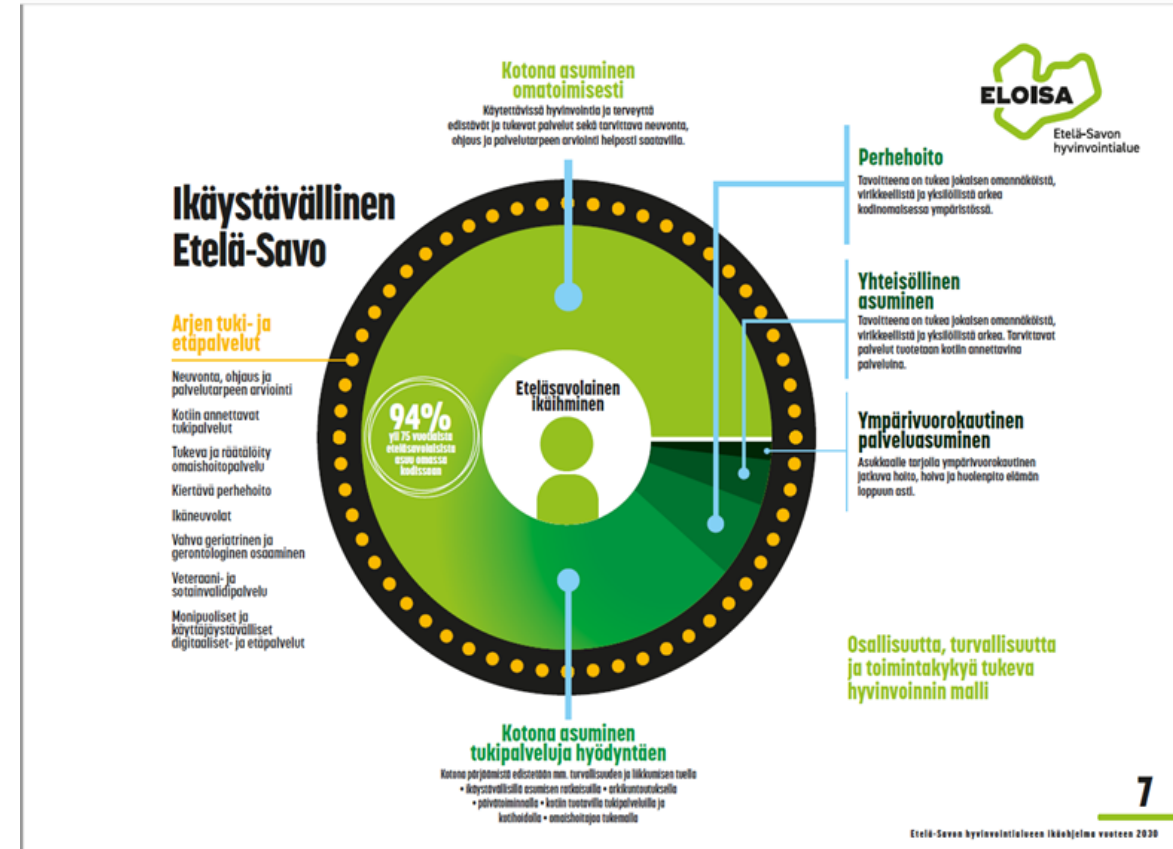 Ikäystävällinen
Etelä-Savo
Arjen tuki- ja
etäpalvelut
Neuvonta, ohjaus ja
palvelutarpeen arviointi
Kotiin annettavat
tukipalvelut
Tukeva ja räätälöity
omaishoitopalvelu
Kiertävä perhehoito
Ikäneuvolat
Vahva geriatrinen ja
gerontologinen osaaminen
Veteraani- ja
sotainvalidipalvelu
Monipuoliset ja
käyttäjäystävälliset
digitaaliset- ja etäpalvelut
Kotona asuminen
omatoimisesti
Käytettävissä hyvinvointia ja terveyttä
edistävät ja tukevat palvelut sekä tarvittava neuvonta,
ohjaus ja palvelutarpeen arviointi helposti saatavilla.
Eteläsavolainen
ikäihminen
94%
yli 75 vuotiaista
eteläsavolaisista
asuu omassa
kodissaan
Kotona asuminen
tukipalveluja hyödyntäen
Kotona pärjäämistä edistetään mm. turvallisuuden ja liikkumisen tuella
• ikäystävällisillä asumisen ratkaisuilla • arkikuntoutuksella
• päivätoiminnalla • kotiin tuotavilla tukipalveluilla ja
kotihoidolla • omaishoitajaa tukemalla
ELOISA
Etelä-Savon
hyvinvointialue
Perhehoito
Tavoitteena on tukea jokaisen omannäköistä,
virikkeellistä ja yksilöllistä arkea
kodinomaisessa ympäristössä.
Yhteisöllinen
asuminen
Tavoitteena on tukea jokaisen omannäköistä,
virikkeellistä ja yksilöllistä arkea. Tarvittavat
palvelut tuotetaan kotiin annettavina
palveluina.
Ympärivuorokautinen
palveluasuminen
Asukkaalle tarjolla ympärivuorokautinen
jatkuva hoito, hoiva ja huolenpito elämän
loppuun asti.
Osallisuutta, turvallisuutta
ja toimintakykyä tukeva
hyvinvoinnin malli
7
Etelä-Savon hyvinvointialueen ikäohjelma vuoteen 2030